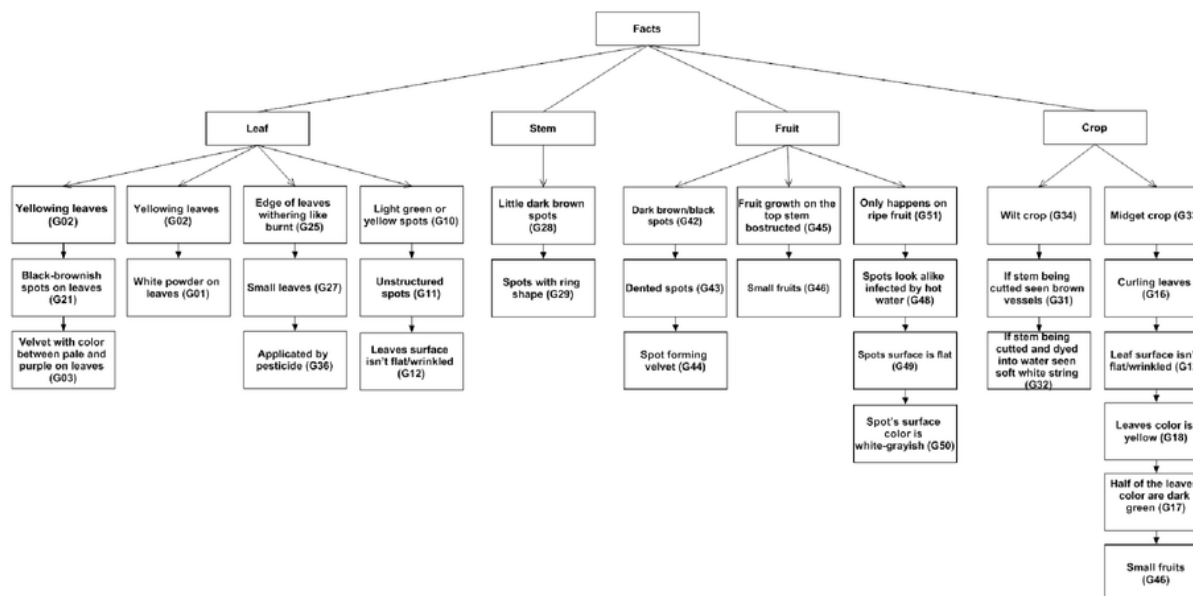 Facts
Leaf
Stem
Fruit
Crop
Yellowing leaves
(G02)
Yellowing leaves
(G02)
Edge of leaves
withering like
burnt (G25)
Light green or
yellow spots (G10)
Little dark brown
spots
(G28)
Dark brown/black
spots (G42)
Fruit growth on the
top stem
bostructed (G45)
Only happens on
ripe fruit (G51)
Wilt crop (G34)
Midget crop
Black-brownish
spots on leaves
(G21)
White powder on
leaves (G01)
Small leaves (G27)
Unstructured
spots (G11)
Spots with ring
shape (G29)
Dented spots (G43)
Small fruits (G46)
Spots look alike
infected by hot
water (G48)
If stem being
cutted seen brown
vessels (G31)
Curling leaves
(G16)
Velvet with color
between pale and
purple on leaves
(G03)
Applicated by
pesticide (G36)
Leaves surface
isn't flat/wrinkled (G12)
Spot forming
velvet (G44)
Spots surface is flat
(G49)
If stem being
cutted and dyed
into water seen
soft white string
(G32)
Leaf surface
flat/wrinkled
Spot's surface
color is
white-grayish (G50)
Leaves color is
yellow (G18)
Half of the
color are dark
green (G17)
Small fruits
(G46)